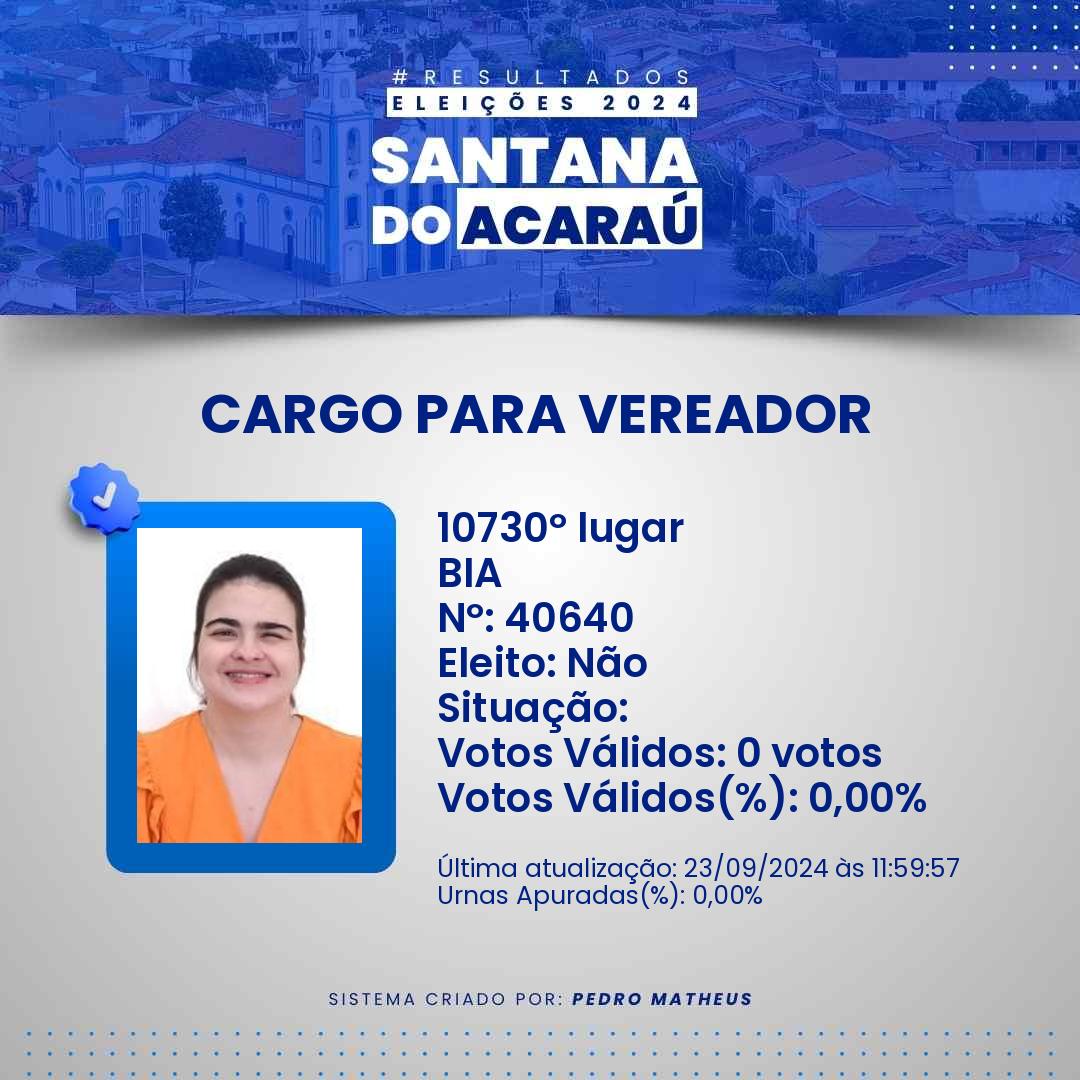 #RESULTADOS
ELEIÇÕES 2024
SANTANA
DO ACARAÚ
CARGO PARA VEREADOR
10730º lugar
BIA
Nº: 40640
Eleito: Não
Situação:
Votos Válidos: 0 votos
Votos Válidos(%): 0,00%
Última atualização: 23/09/2024 às 11:59:57
Urnas Apuradas(%): 0,00%
SISTEMA CRIADO POR: PEDRO MATHEUS